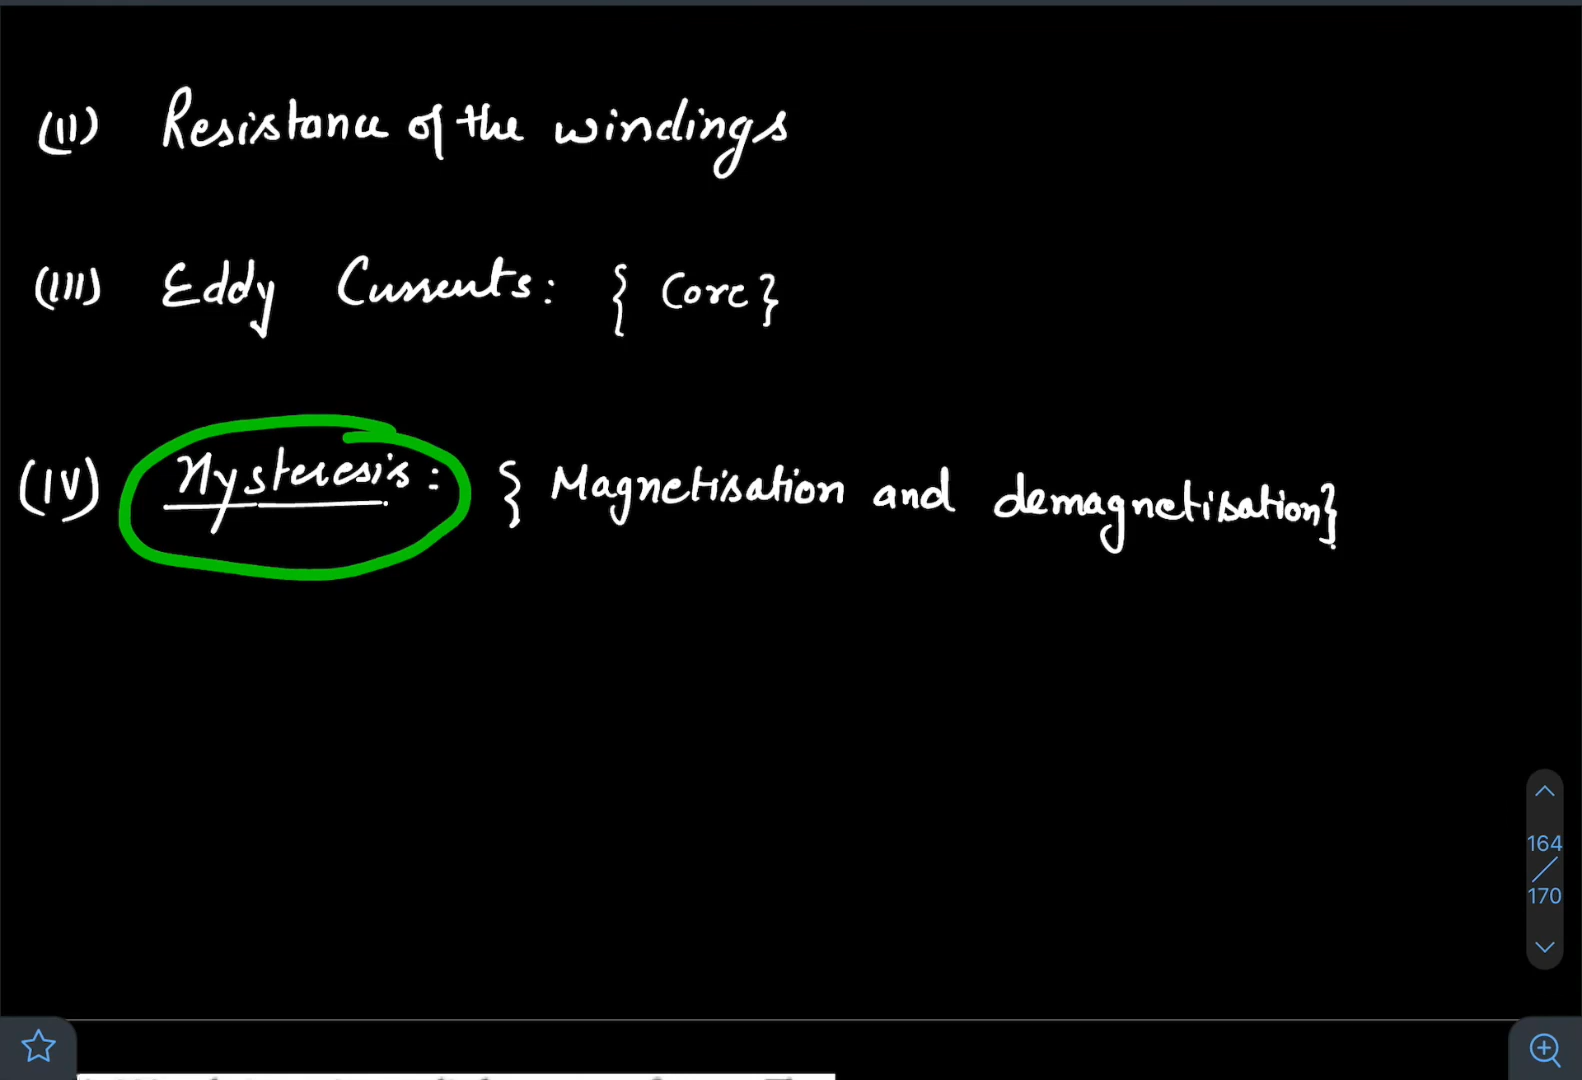 (II) Resistance of the windings
(III) Eddy Currents: { Core}
(IV) Hysteresis: { Magnetisation and demagnetisation}
164
170